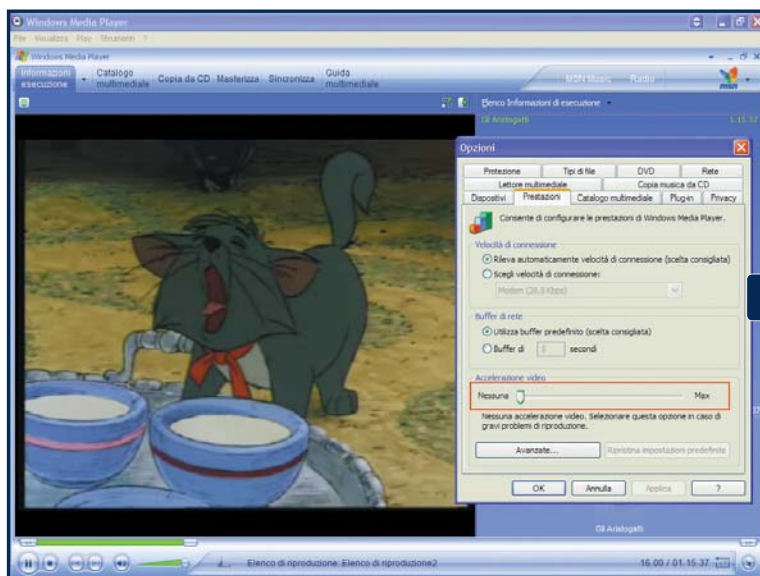 Windows Media Player
File Visualizza Play Strumenti ?
Windows Media Player
Informazioni esecuzione
Catalogo multimediale
Copia da CD Masterizza Sincronizza
Guida multimediale
MSN Music Radio
msn
Elenco Informazioni di esecuzione
Gli Aristogatti 1.15.37
Opzioni
Protezione Tipi di file DVD Rete
Lettore multimediale Copia musica da CD
Dispositivi Prestazioni Catalogo multimediale Plug-in Privacy
Consente di configurare le prestazioni di Windows Media Player.
Velocità di connessione
Rileva automaticamente velocità di connessione (scelta consigliata)
Scegli velocità di connessione:
Modem (28,8 Kbps)
Buffer di rete
Utilizza buffer predefinito (scelta consigliata)
Buffer di 5 secondi
Accelerazione video
Nessuna Max
Nessuna accelerazione video. Selezionare questa opzione in caso di
gravi problemi di riproduzione.
Avanzate... Ripristina impostazioni predefinite
OK Annulla Applica ?
Gli Aristogatti
Elenco di riproduzione: Elenco di riproduzione2 16.00 / 01.15.37